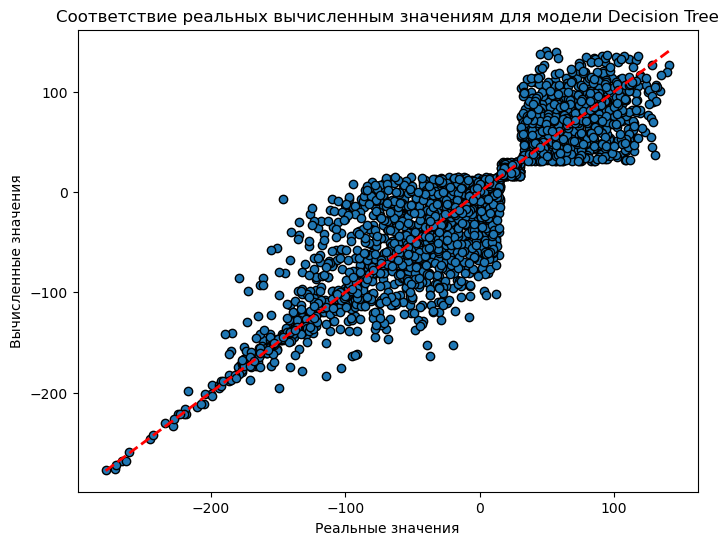 Соответствие реальных вычисленным значениям для модели Decision Tree
Вычисленные значения
100
0
−100
−200
−200
−100
0
100
Реальные значения